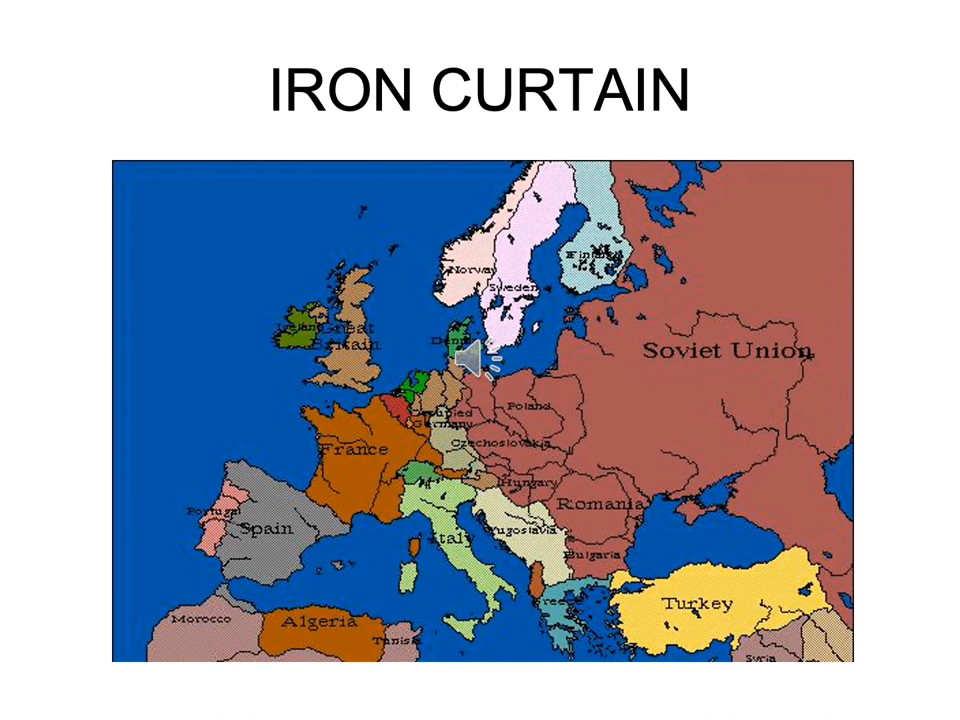 IRON CURTAIN
Norway
Finland
Sweden
Ireland
Great
Britain
Soviet Union
Poland
Occupied
Germany
Czechoslovakia
France
Hungary
Romania
Portugal
Spain
Italy
Yugoslavia
Bulgaria
Greece
Turkey
Morocco
Algeria
Tunisia
Syria